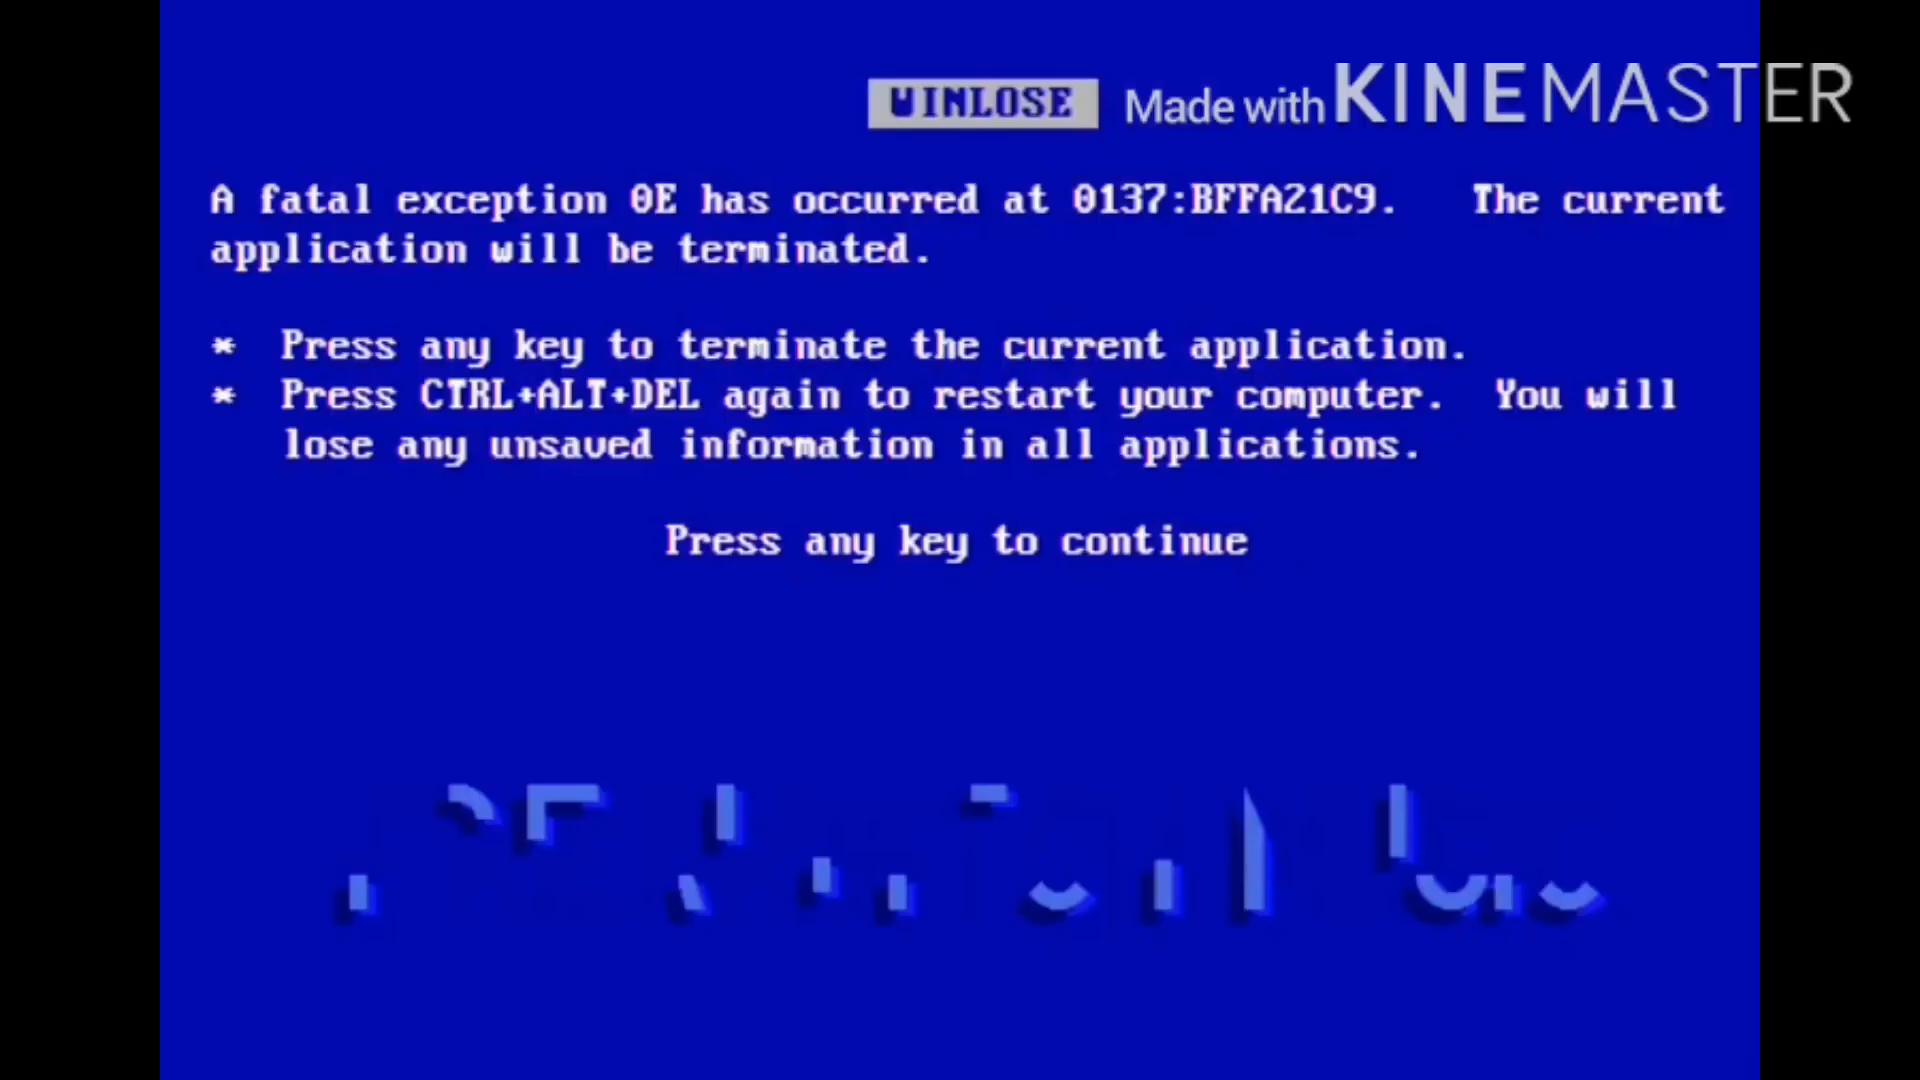 WINLOSE Made with KINEMASTER
A fatal exception 0E has occurred at 0137:BFFA21C9. The current
application will be terminated.
* Press any key to terminate the current application.
* Press CTRL+ALT+DEL again to restart your computer. You will
lose any unsaved information in all applications.
Press any key to continue